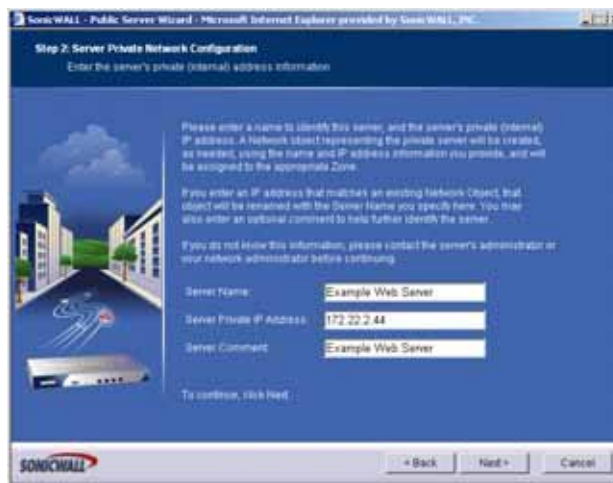 SonicWALL - Public Server Wizard - Microsoft Internet Explorer provided by SonicWALL, INC.
Step 2: Server Private Network Configuration
Enter the server's private (internal) address information
Please enter a name to identify this server, and the server's private (internal)
IP address. A Network object representing the private server will be created,
as needed, using the name and IP address information you provide, and will
be assigned to the appropriate Zone.
If you enter an IP address that matches an existing Network Object, that
object will be renamed with the Server Name you specify here. You may
also enter an optional comment to help further identify the server.
If you do not know this information, please contact the server's administrator or
your network administrator before continuing.
Server Name: Example Web Server
Server Private IP Address: 172.22.2.44
Server Comment: Example Web Server
To continue, click Next.
SONICWALL
< Back Next > Cancel